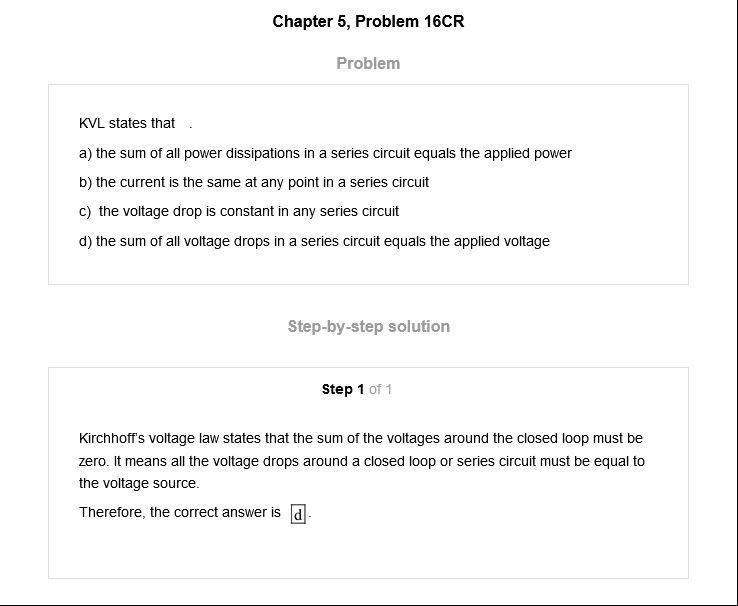 Chapter 5, Problem 16CR
Problem
KVL states that .
a) the sum of all power dissipations in a series circuit equals the applied power
b) the current is the same at any point in a series circuit
c) the voltage drop is constant in any series circuit
d) the sum of all voltage drops in a series circuit equals the applied voltage
Step-by-step solution
Step 1 of 1
Kirchhoff's voltage law states that the sum of the voltages around the closed loop must be
zero. It means all the voltage drops around a closed loop or series circuit must be equal to
the voltage source.
Therefore, the correct answer is d.